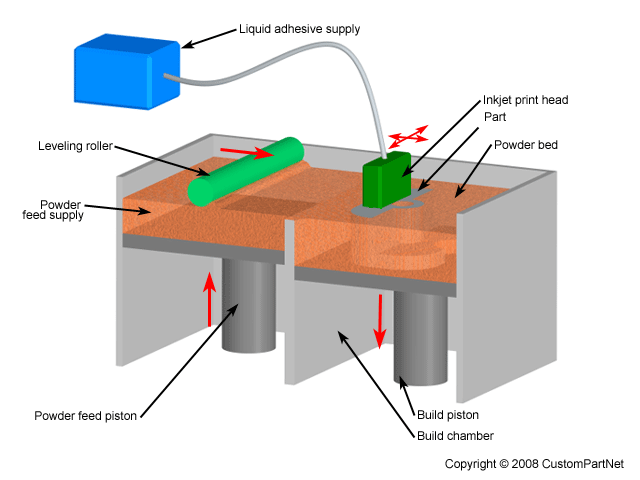 Liquid adhesive supply
Inkjet print head
Part
Leveling roller
Powder bed
Powder
feed supply
Powder feed piston
Build piston
Build chamber
Copyright © 2008 CustomPartNet